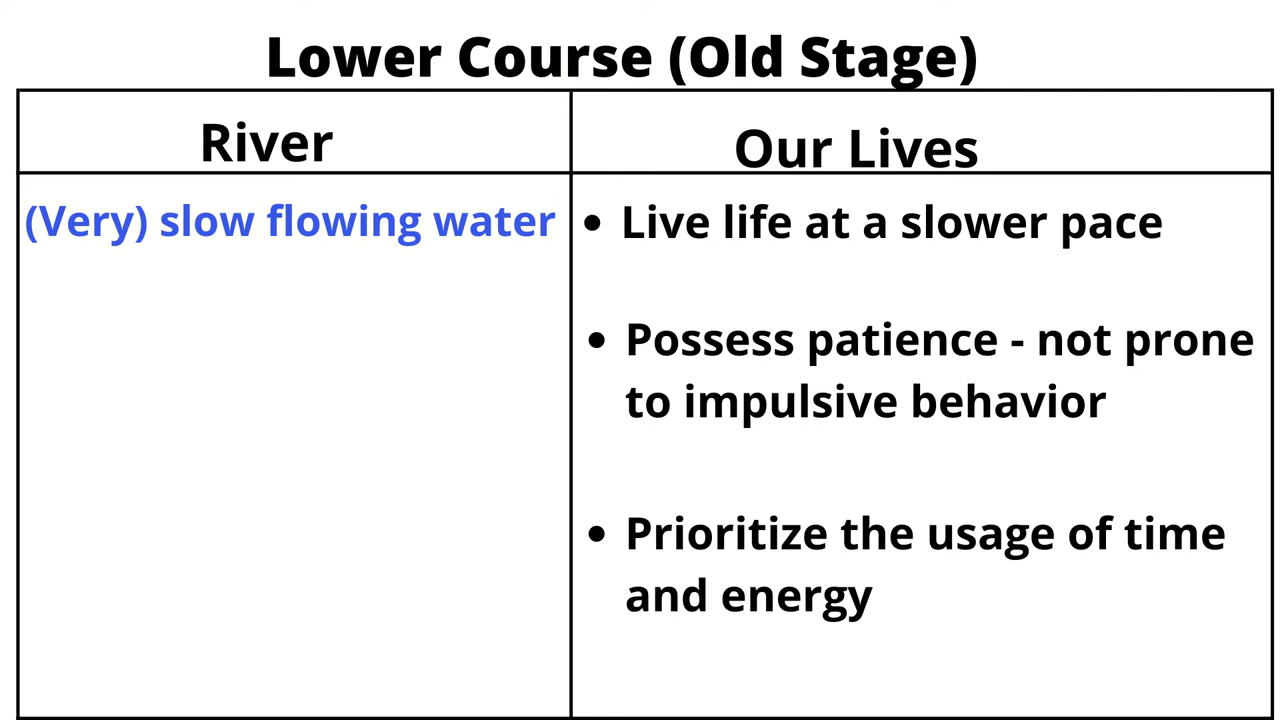 Lower Course (Old Stage)
River
Our Lives
(Very) slow flowing water
• Live life at a slower pace
• Possess patience - not prone
to impulsive behavior
• Prioritize the usage of time
and energy